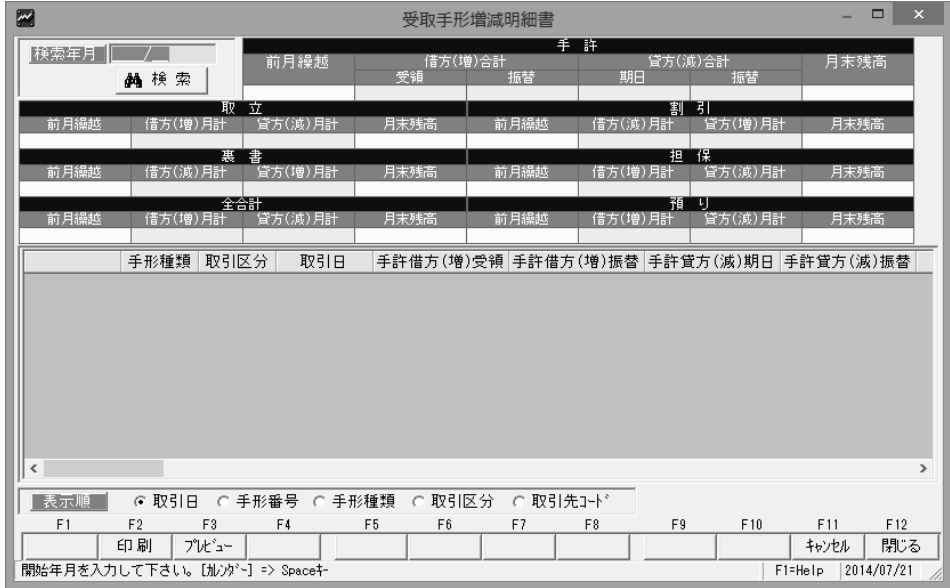 受取手形増減明細書
検索年月 __/__
検 索
手 許
前月繰越 借方(増)合計 貸方(減)合計 月末残高
受領 振替 期日 振替
取 立 割 引
前月繰越 借方(増)月計 貸方(減)月計 月末残高 前月繰越 借方(減)月計 貸方(増)月計 月末残高
裏 書 担 保
前月繰越 借方(減)月計 貸方(増)月計 月末残高 前月繰越 借方(減)月計 貸方(増)月計 月末残高
全合計 預 り
前月繰越 借方(増)月計 貸方(減)月計 月末残高 前月繰越 借方(増)月計 貸方(減)月計 月末残高
手形種類 取引区分 取引日 手許借方(増)受領 手許借方(増)振替 手許貸方(減)期日 手許貸方(減)振替
表示順 取引日 手形番号 手形種類 取引区分 取引先ｺｰﾄﾞ
F1 F2 F3 F4 F5 F6 F7 F8 F9 F10 F11 F12
印刷 ﾌﾟﾚﾋﾞｭｰ ｷｬﾝｾﾙ 閉じる
開始年月を入力して下さい。[ｶﾚﾝﾀﾞｰ] => Spaceｷｰ F1=Help 2014/07/21